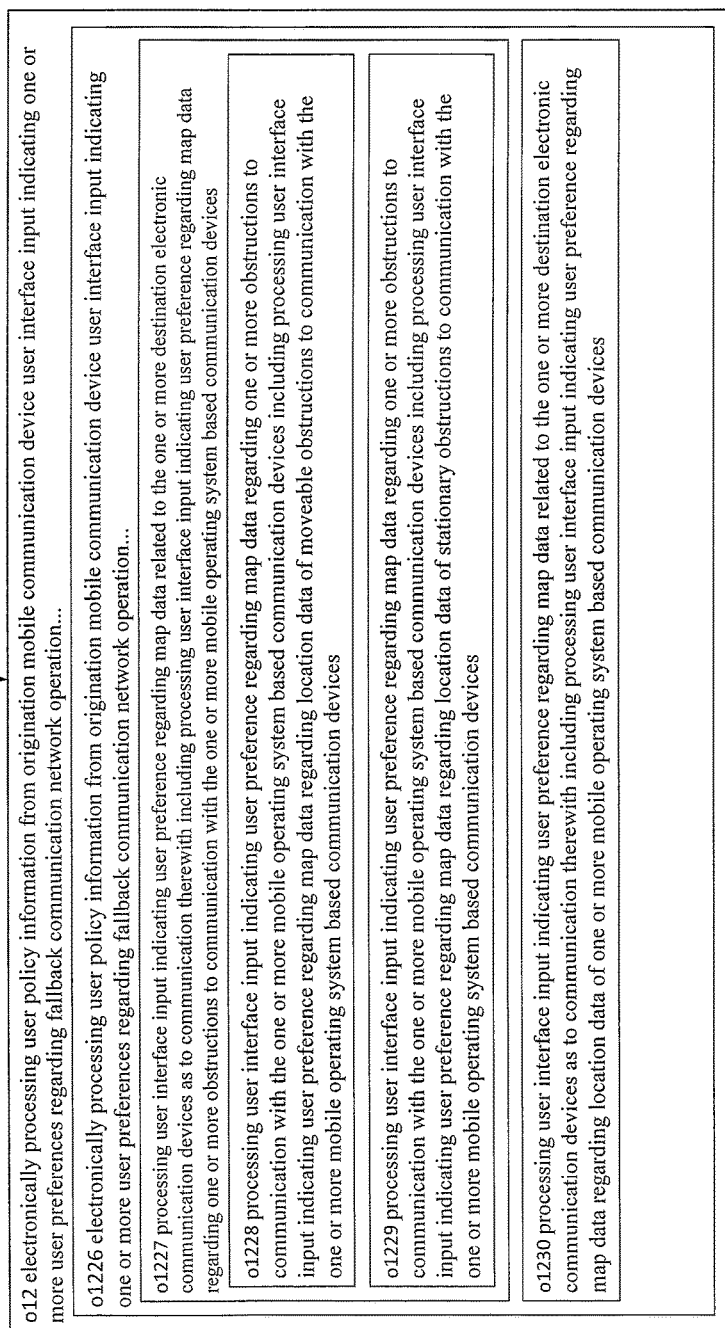 o12 electronically processing user policy information from origination mobile communication device user interface input indicating one or
more user preferences regarding fallback communication network operation...
o1226 electronically processing user policy information from origination mobile communication device user interface input indicating
one or more user preferences regarding fallback communication network operation...
o1227 processing user interface input indicating user preference regarding map data related to the one or more destination electronic
communication devices as to communication therewith including processing user interface input indicating user preference regarding map data
regarding one or more obstructions to communication with the one or more mobile operating system based communication devices
o1228 processing user interface input indicating user preference regarding map data regarding one or more obstructions to
communication with the one or more mobile operating system based communication devices including processing user interface
input indicating user preference regarding map data regarding location data of moveable obstructions to communication with the
one or more mobile operating system based communication devices
o1229 processing user interface input indicating user preference regarding map data regarding one or more obstructions to
communication with the one or more mobile operating system based communication devices including processing user interface
input indicating user preference regarding map data regarding location data of stationary obstructions to communication with the
one or more mobile operating system based communication devices
o1230 processing user interface input indicating user preference regarding map data related to the one or more destination electronic
communication devices as to communication therewith including processing user interface input indicating user preference regarding
map data regarding location data of one or more mobile operating system based communication devices